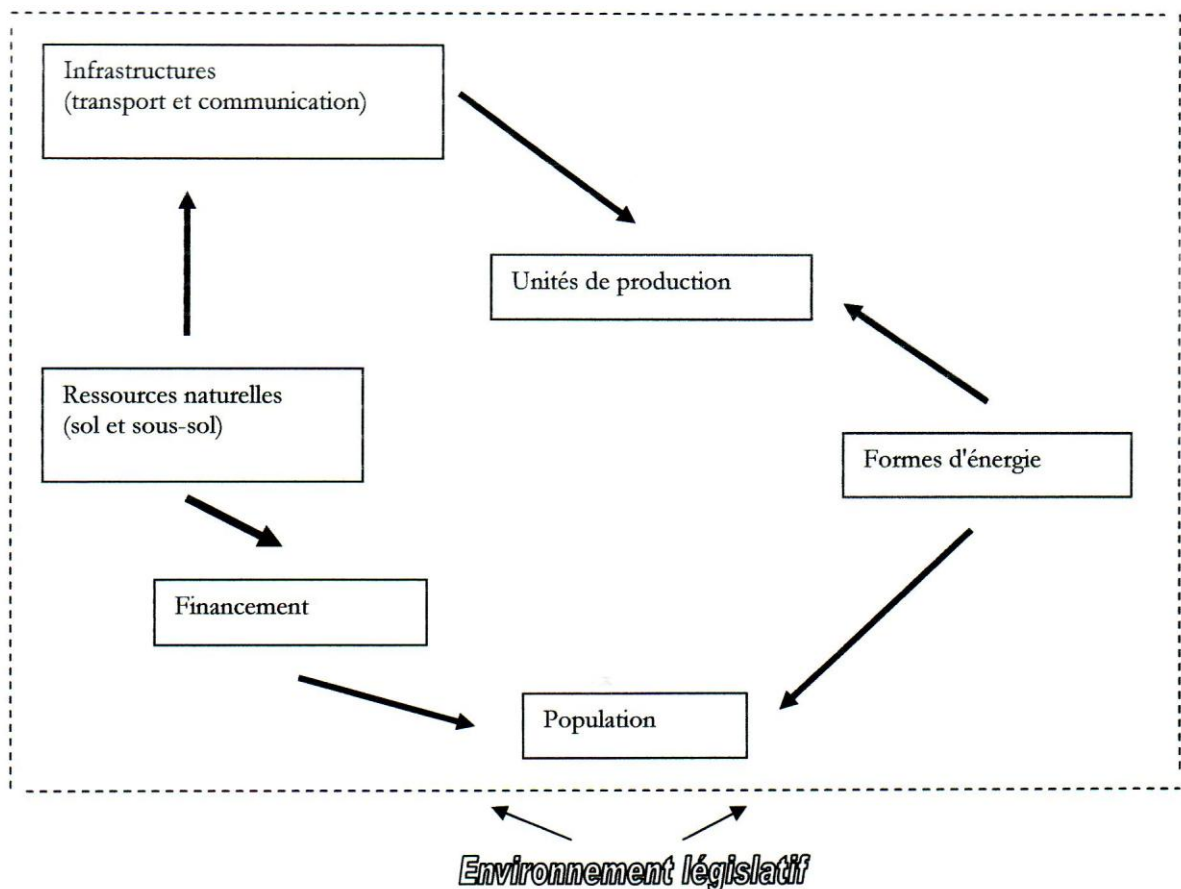 Infrastructures
(transport et communication)
Unités de production
Ressources naturelles
(sol et sous-sol)
Formes d'énergie
Financement
Population
Environnement législatif